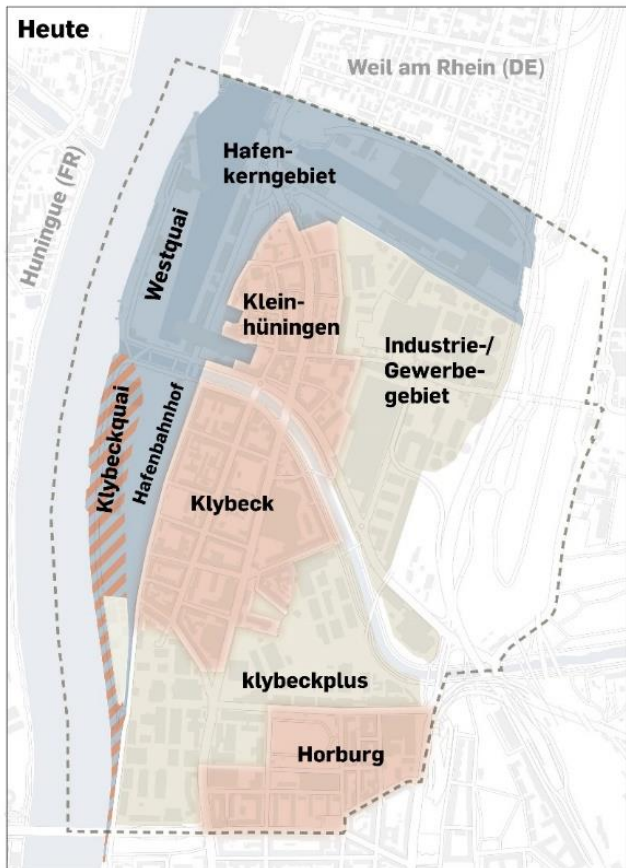 Heute
Weil am Rhein (DE)
Huningue (FR)
Hafen-
kerngebiet
Westquai
Klein-
hüningen
Industrie-/
Gewerbe-
gebiet
Klybeckquai
Hafenbahnhof
Klybeck
klybeckplus
Horburg